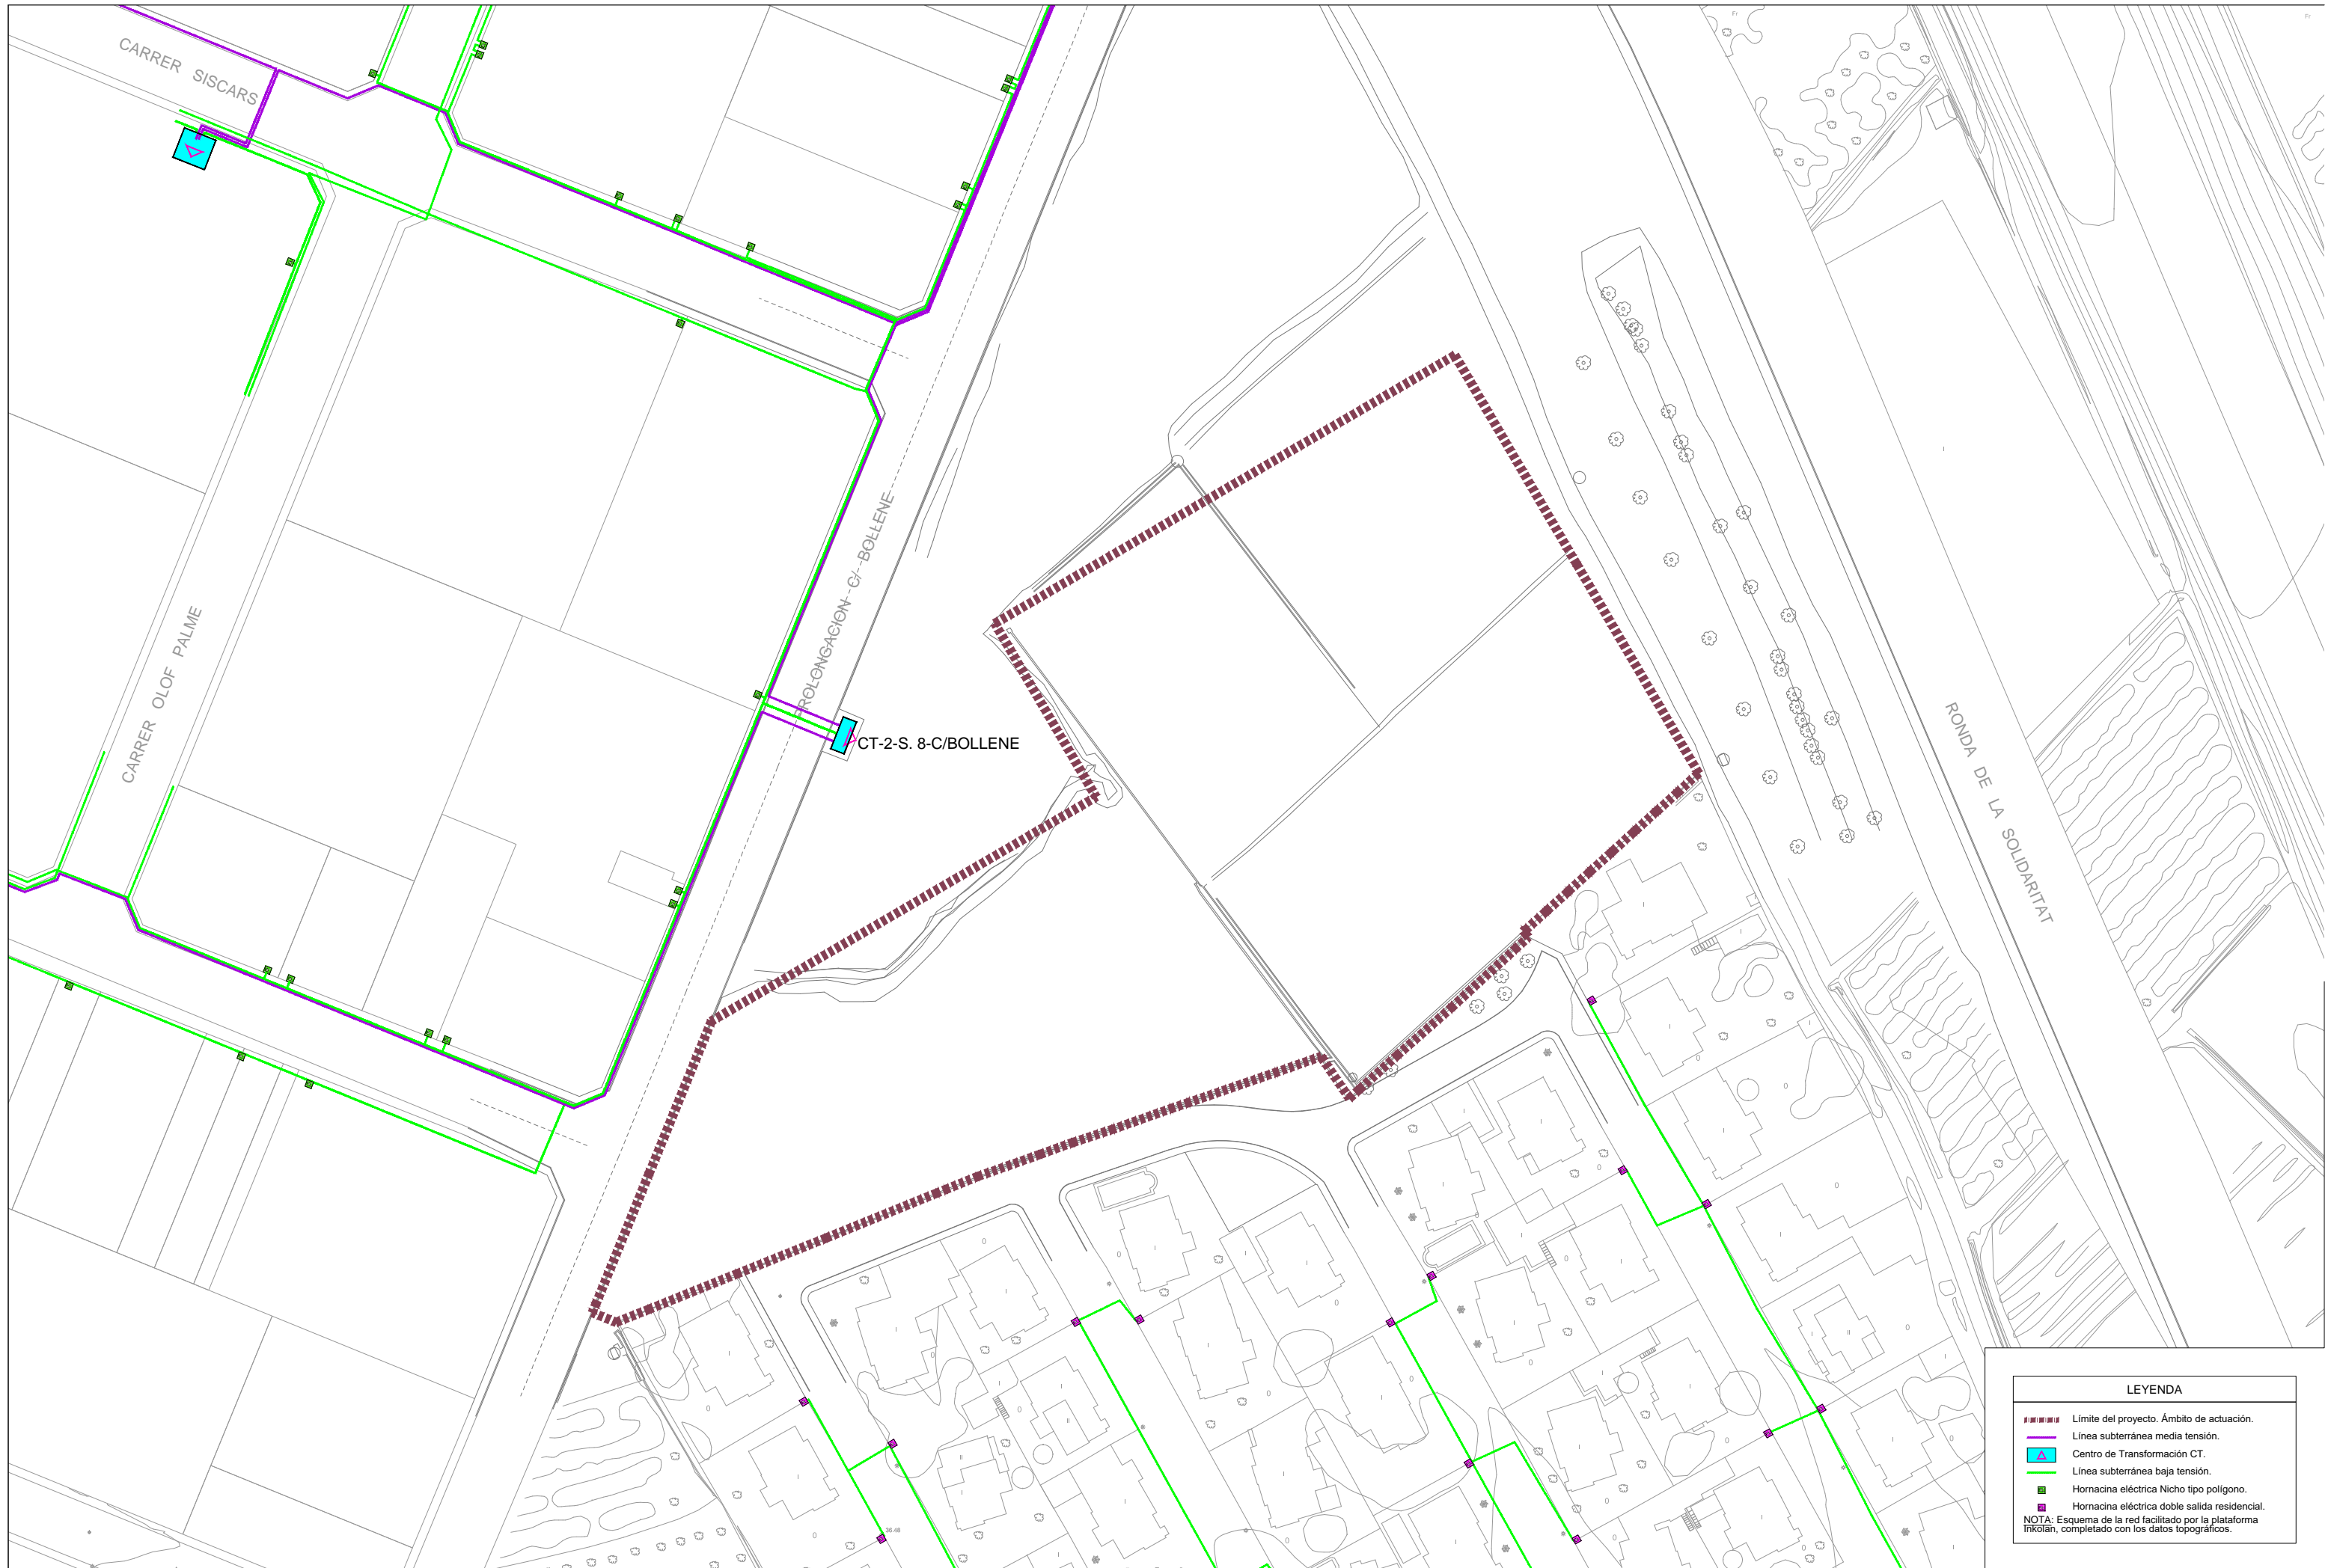 CARRER SISCARS
CARRER OLOF PALME
PROLONGACION C/ BOLLENE
CT-2-S. 8-C/BOLLENE
RONDA DE LA SOLIDARITAT
36.48
LEYENDA
Límite del proyecto. Ámbito de actuación.
Línea subterránea media tensión.
Centro de Transformación CT.
Línea subterránea baja tensión.
Hornacina eléctrica Nicho tipo polígono.
Hornacina eléctrica doble salida residencial.
NOTA: Esquema de la red facilitado por la plataforma
Inkolan, completado con los datos topográficos.